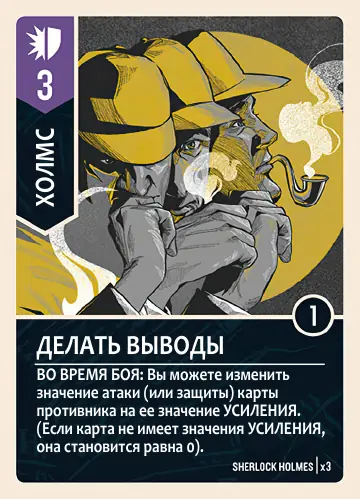 3
ХОЛМС
1
ДЕЛАТЬ ВЫВОДЫ
ВО ВРЕМЯ БОЯ: Вы можете изменить
значение атаки (или защиты) карты
противника на ее значение УСИЛЕНИЯ.
(Если карта не имеет значения УСИЛЕНИЯ,
она становится равна 0).
SHERLOCK HOLMES | x3